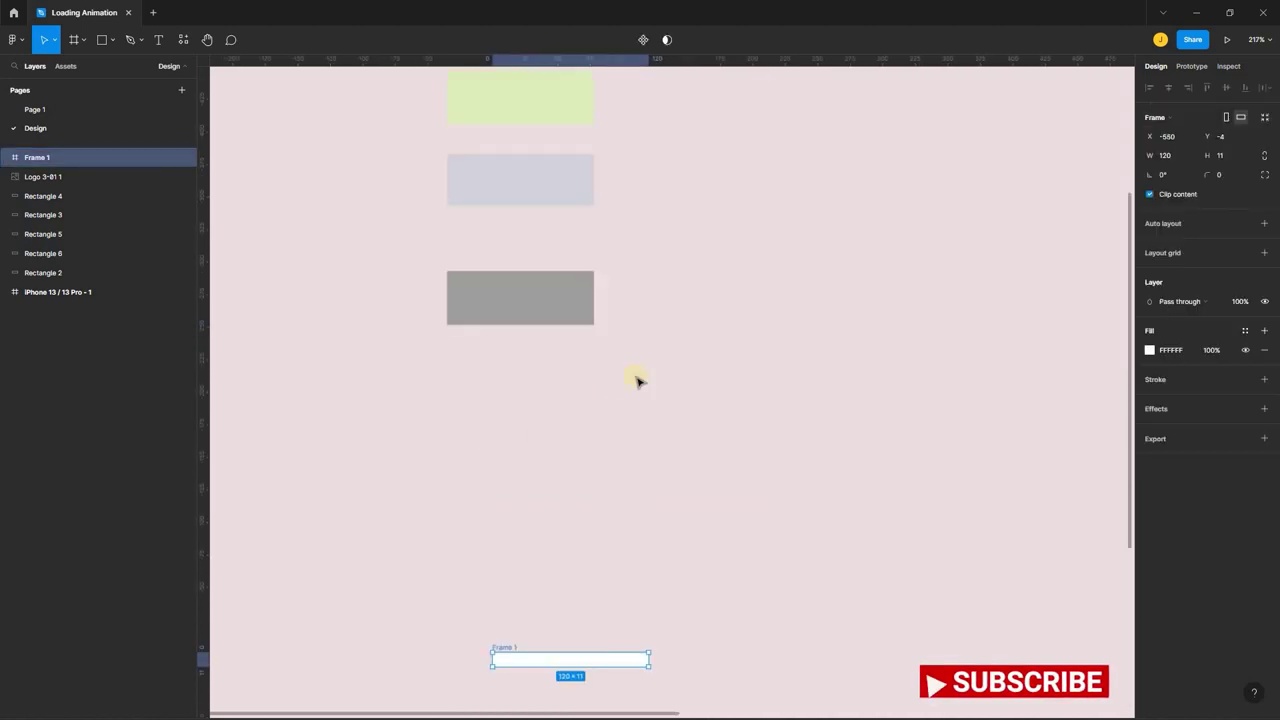 Loading Animation
Share
217%
Layers
Assets
Design
Design
Prototype
Inspect
Pages
Page 1
Design
Frame 1
Logo 3-01 1
Rectangle 4
Rectangle 3
Rectangle 5
Rectangle 6
Rectangle 2
iPhone 13 / 13 Pro - 1
0
120
Frame
X -550
Y -4
W 120
H 11
0°
0
Clip content
Auto layout
Layout grid
Layer
Pass through
100%
Fill
FFFFFF
100%
Stroke
Effects
Export
Frame 1
120 × 11
SUBSCRIBE
?